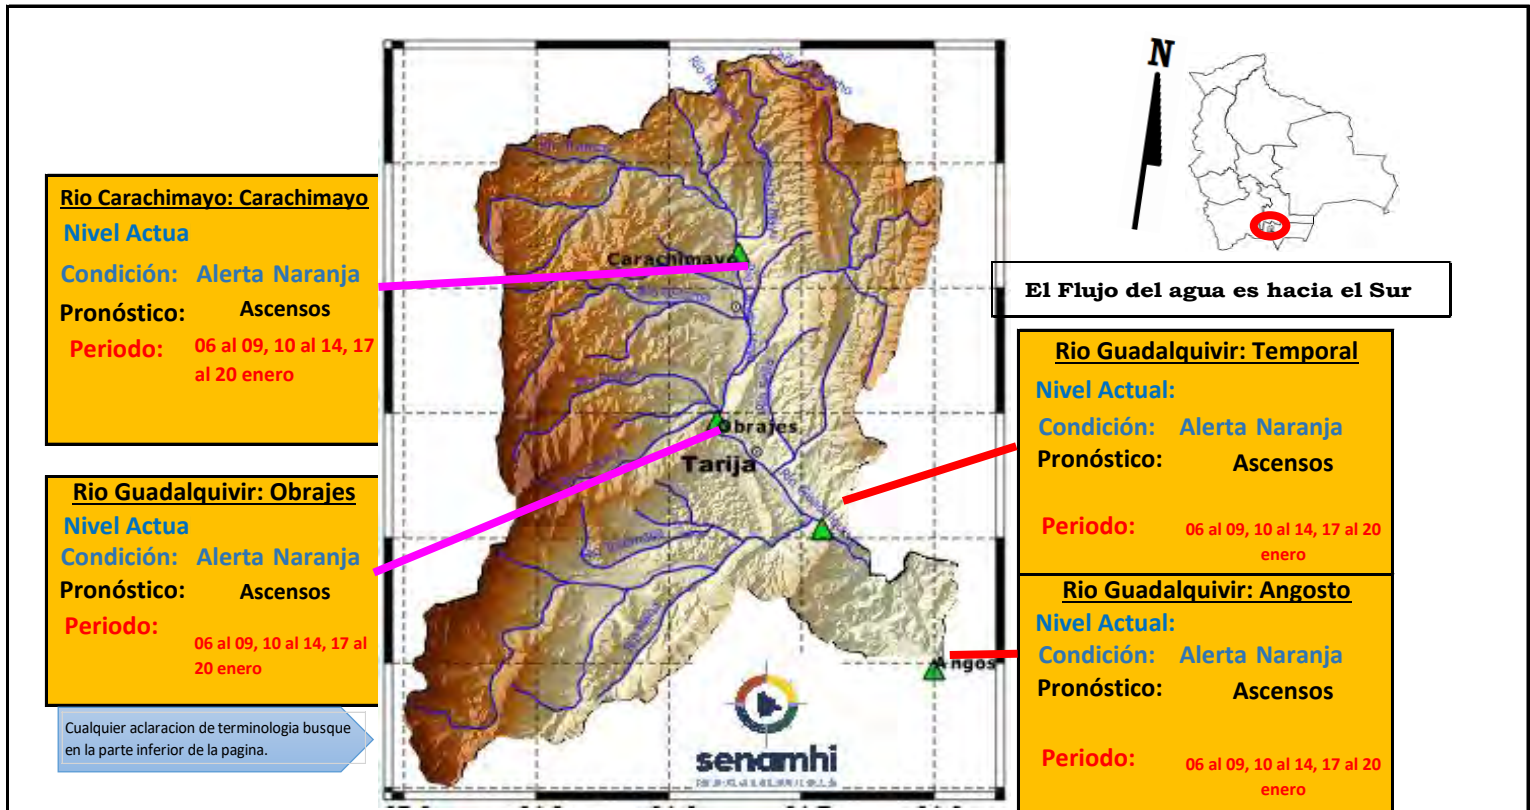 Rio Carachimayo: Carachimayo
Nivel Actua
Condición: Alerta Naranja
Pronóstico: Ascensos
Periodo: 06 al 09, 10 al 14, 17
al 20 enero
Rio Guadalquivir: Obrajes
Nivel Actua
Condición: Alerta Naranja
Pronóstico: Ascensos
Periodo:
06 al 09, 10 al 14, 17 al
20 enero
Cualquier aclaracion de terminologia busque
en la parte inferior de la pagina.
Carachimayo
Obrajes
Tarija
Angos
senamhi
N
El Flujo del agua es hacia el Sur
Rio Guadalquivir: Temporal
Nivel Actual:
Condición: Alerta Naranja
Pronóstico: Ascensos
Periodo: 06 al 09, 10 al 14, 17 al 20
enero
Rio Guadalquivir: Angosto
Nivel Actual:
Condición: Alerta Naranja
Pronóstico: Ascensos
Periodo: 06 al 09, 10 al 14, 17 al 20
enero